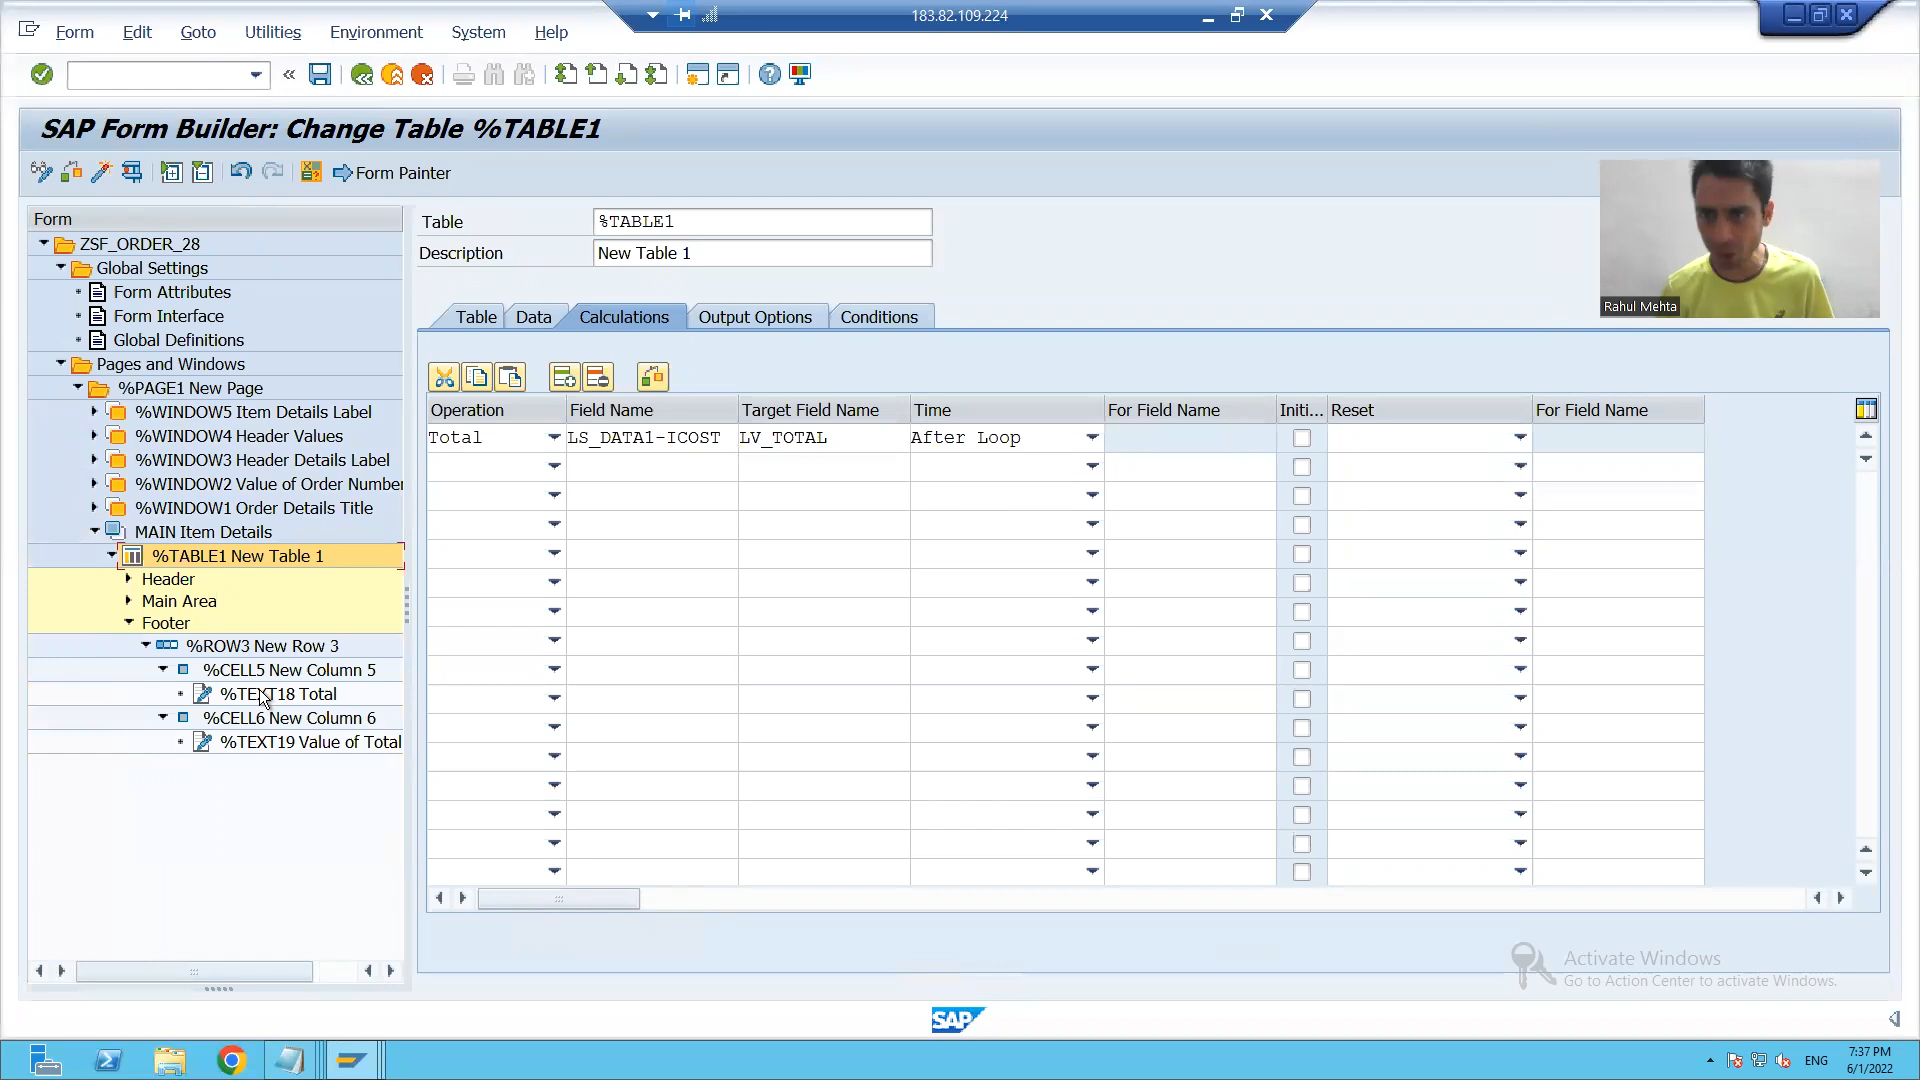 183.82.109.224
Form Edit Goto Utilities Environment System Help
SAP Form Builder: Change Table %TABLE1
Form Painter
Form
ZSF_ORDER_28
Global Settings
Form Attributes
Form Interface
Global Definitions
Pages and Windows
%PAGE1 New Page
%WINDOW5 Item Details Label
%WINDOW4 Header Values
%WINDOW3 Header Details Label
%WINDOW2 Value of Order Number
%WINDOW1 Order Details Title
MAIN Item Details
%TABLE1 New Table 1
Header
Main Area
Footer
%ROW3 New Row 3
%CELL5 New Column 5
%TEXT18 Total
%CELL6 New Column 6
%TEXT19 Value of Total
Table %TABLE1
Description New Table 1
Table Data Calculations Output Options Conditions
Operation Field Name Target Field Name Time For Field Name Initi... Reset For Field Name
Total LS_DATA1-ICOST LV_TOTAL After Loop
Rahul Mehta
Activate Windows
Go to Action Center to activate Windows.
SAP
ENG
7:37 PM
6/1/2022